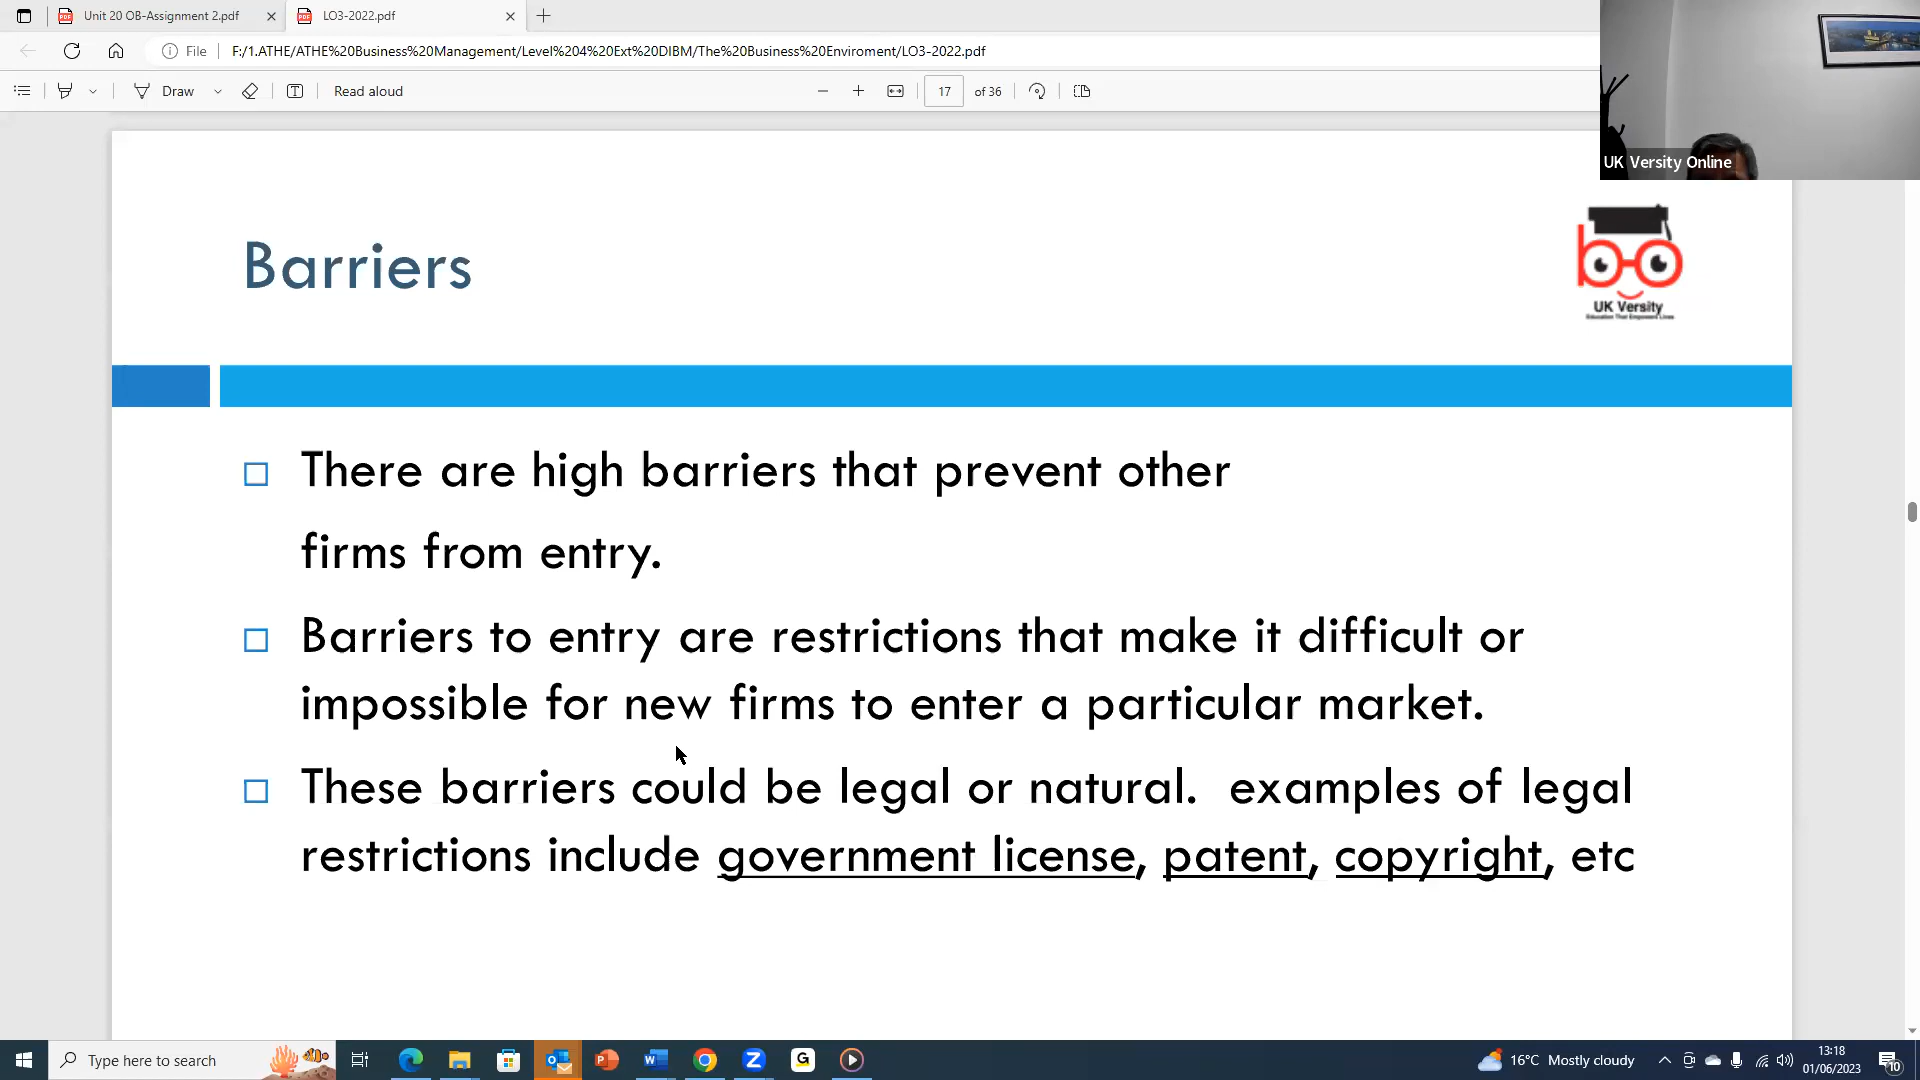 Unit 20 OB-Assignment 2.pdf
LO3-2022.pdf
File
F:/1.ATHE/ATHE%20Business%20Management/Level%204%20Ext%20DIBM/The%20Business%20Enviroment/LO3-2022.pdf
Draw
Read aloud
17 of 36
UK Versity Online
Barriers
UK Versity
Education That Empowers Lives
There are high barriers that prevent other
firms from entry.
Barriers to entry are restrictions that make it difficult or
impossible for new firms to enter a particular market.
These barriers could be legal or natural. examples of legal
restrictions include government license, patent, copyright, etc
Type here to search
16°C Mostly cloudy
13:18
01/06/2023
10